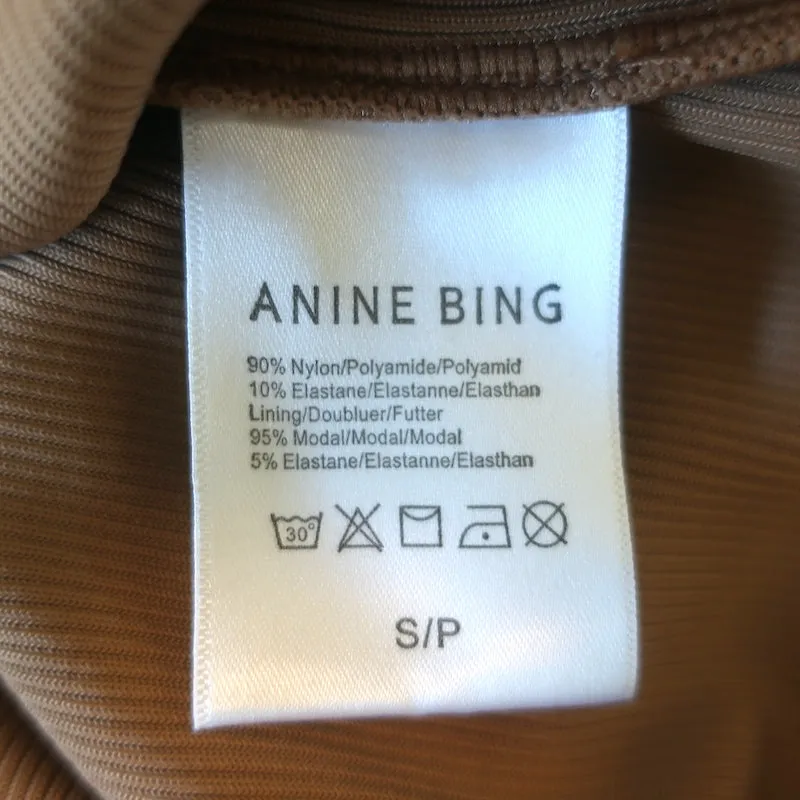 ANINE BING
90% Nylon/Polyamide/Polyamid
10% Elastane/Elastanne/Elasthan
Lining/Doubluer/Futter
95% Modal/Modal/Modal
5% Elastane/Elastanne/Elasthan
30°
S/P